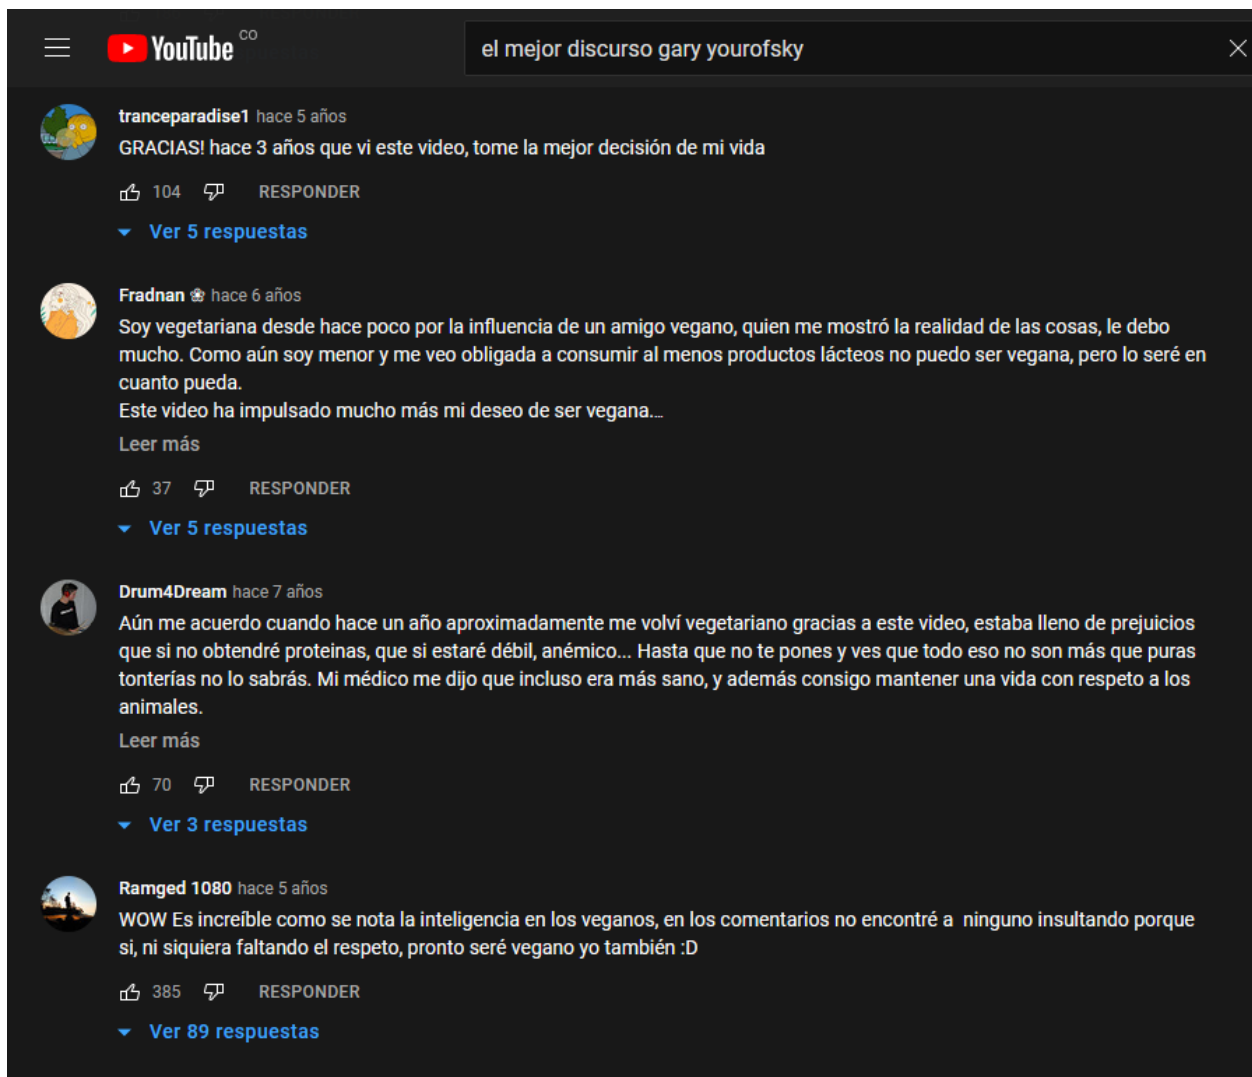 YouTube CO
el mejor discurso gary yourofsky
tranceparadise1 hace 5 años
GRACIAS! hace 3 años que vi este video, tome la mejor decisión de mi vida
104 RESPONDER
Ver 5 respuestas
Fradnan ❀ hace 6 años
Soy vegetariana desde hace poco por la influencia de un amigo vegano, quien me mostró la realidad de las cosas, le debo
mucho. Como aún soy menor y me veo obligada a consumir al menos productos lácteos no puedo ser vegana, pero lo seré en
cuanto pueda.
Este video ha impulsado mucho más mi deseo de ser vegana...
Leer más
37 RESPONDER
Ver 5 respuestas
Drum4Dream hace 7 años
Aún me acuerdo cuando hace un año aproximadamente me volví vegetariano gracias a este video, estaba lleno de prejuicios
que si no obtendré proteinas, que si estaré débil, anémico... Hasta que no te pones y ves que todo eso no son más que puras
tonterías no lo sabrás. Mi médico me dijo que incluso era más sano, y además consigo mantener una vida con respeto a los
animales.
Leer más
70 RESPONDER
Ver 3 respuestas
Ramged 1080 hace 5 años
WOW Es increíble como se nota la inteligencia en los veganos, en los comentarios no encontré a ninguno insultando porque
si, ni siquiera faltando el respeto, pronto seré vegano yo también :D
385 RESPONDER
Ver 89 respuestas